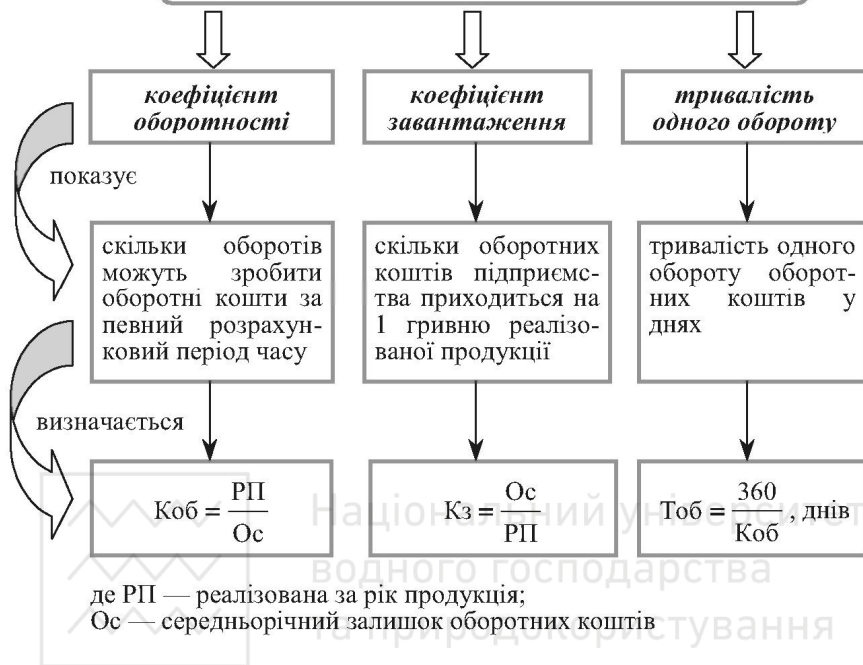 коефіцієнт
оборотності
коефіцієнт
завантаження
тривалість
одного обороту
показує
скільки оборотів
можуть зробити
оборотні кошти за
певний розрахун-
ковий період часу
скільки оборотних
коштів підприємс-
тва приходиться на
1 гривню реалізо-
ваної продукції
тривалість одного
обороту оборот-
них коштів у
днях
визначається
Коб = РП / Ос
Кз = Ос / РП
Тоб = 360 / Коб , днів
Національний університет
водного господарства
та природокористування
де РП — реалізована за рік продукція;
Ос — середньорічний залишок оборотних коштів